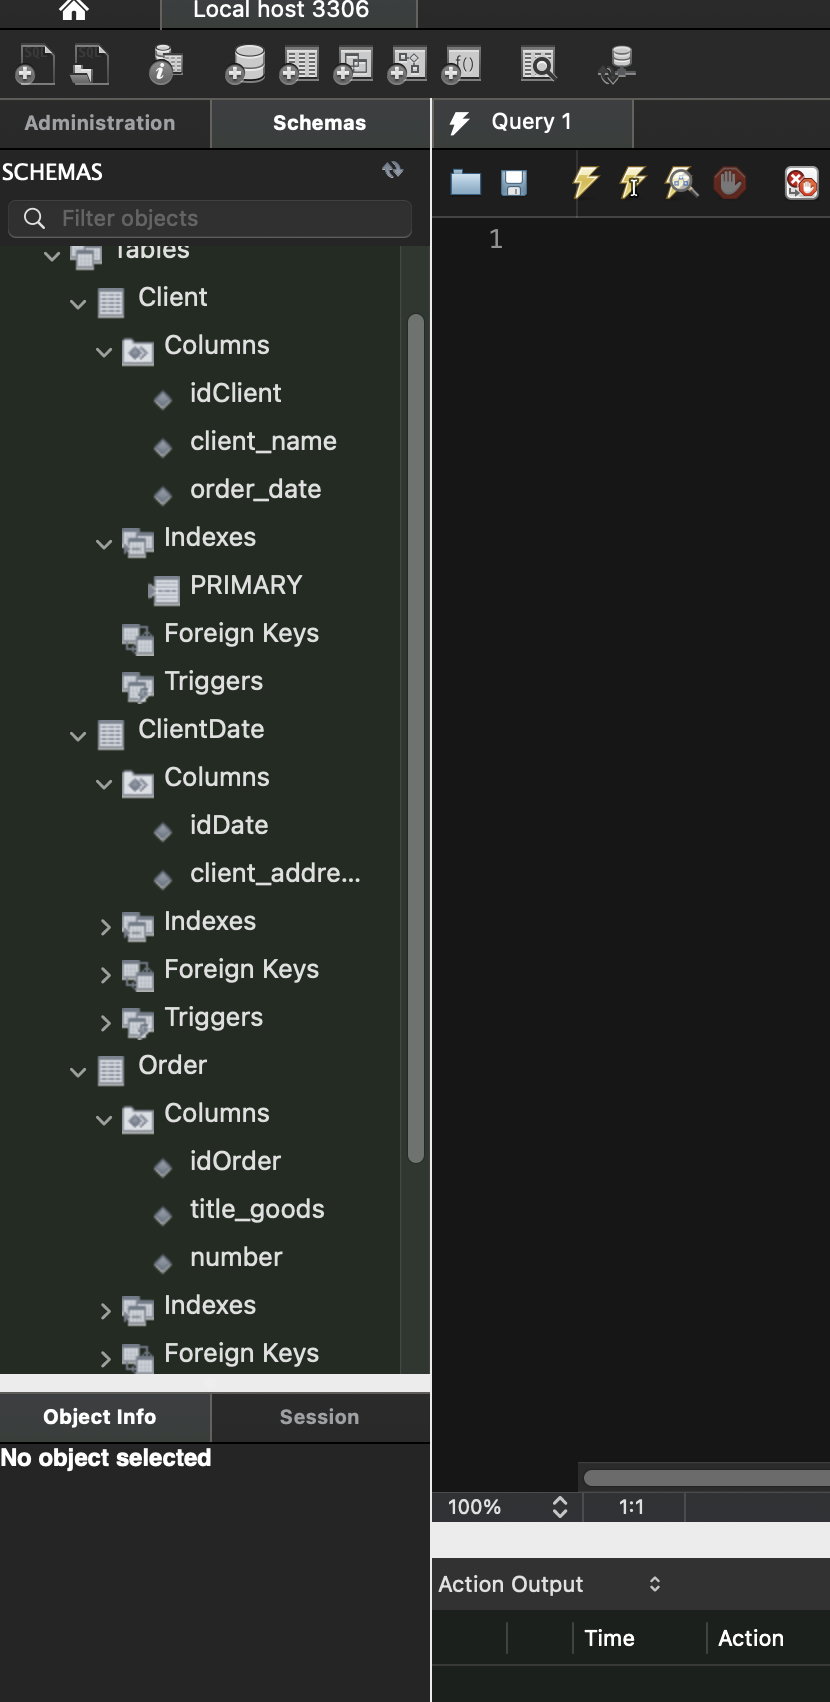 Local host 3306
SQL SQL
f()
Administration Schemas
Query 1
SCHEMAS
Filter objects
1
Tables
Client
Columns
idClient
client_name
order_date
Indexes
PRIMARY
Foreign Keys
Triggers
ClientDate
Columns
idDate
client_addre...
Indexes
Foreign Keys
Triggers
Order
Columns
idOrder
title_goods
number
Indexes
Foreign Keys
Object Info Session
No object selected
100% 1:1
Action Output
Time Action